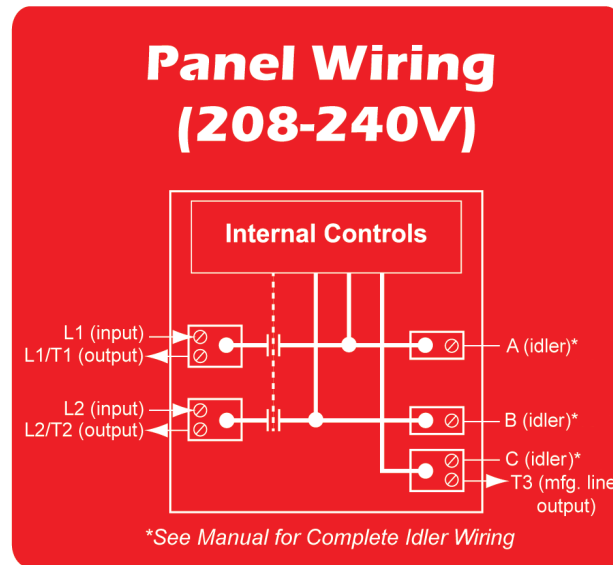 Panel Wiring
(208-240V)
Internal Controls
L1 (input)
L1/T1 (output)
A (idler)*
L2 (input)
L2/T2 (output)
B (idler)*
C (idler)*
T3 (mfg. line
output)
*See Manual for Complete Idler Wiring